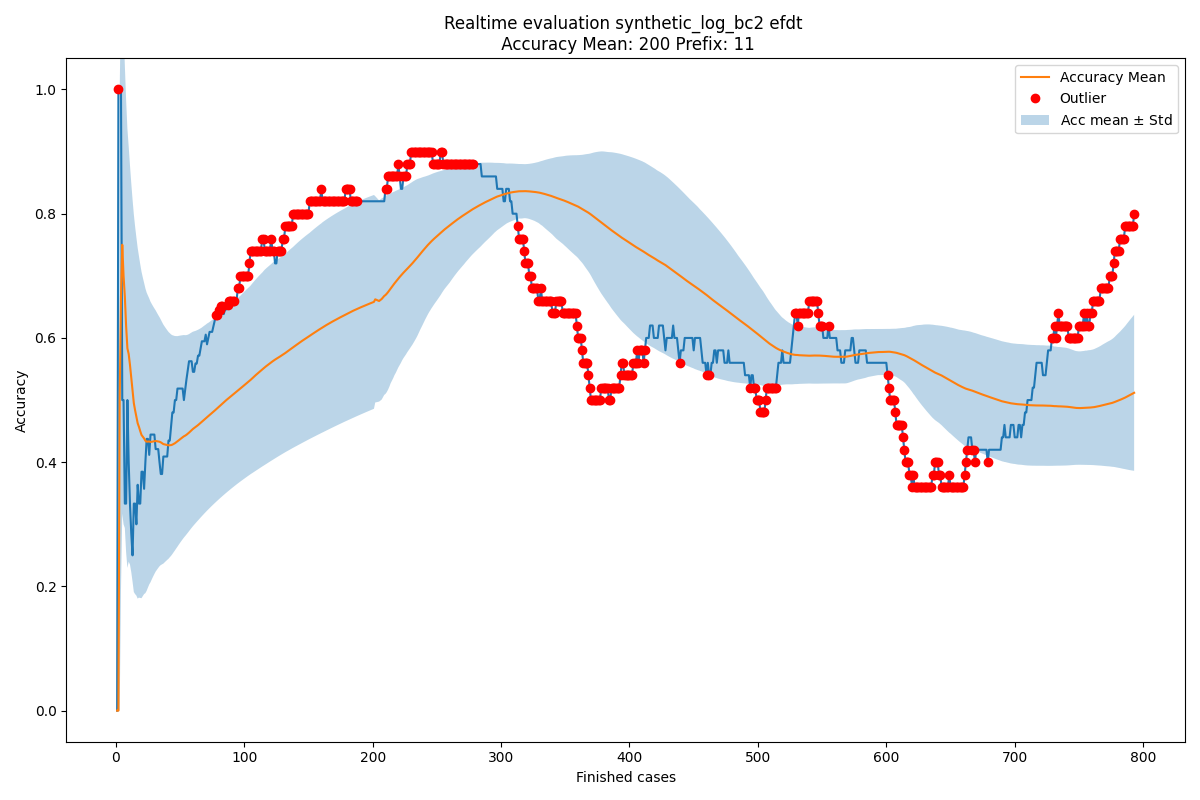 Realtime evaluation synthetic_log_bc2 efdt
Accuracy Mean: 200 Prefix: 11
Accuracy Mean
Outlier
Acc mean ± Std
Accuracy
1.0
0.8
0.6
0.4
0.2
0.0
0 100 200 300 400 500 600 700 800
Finished cases